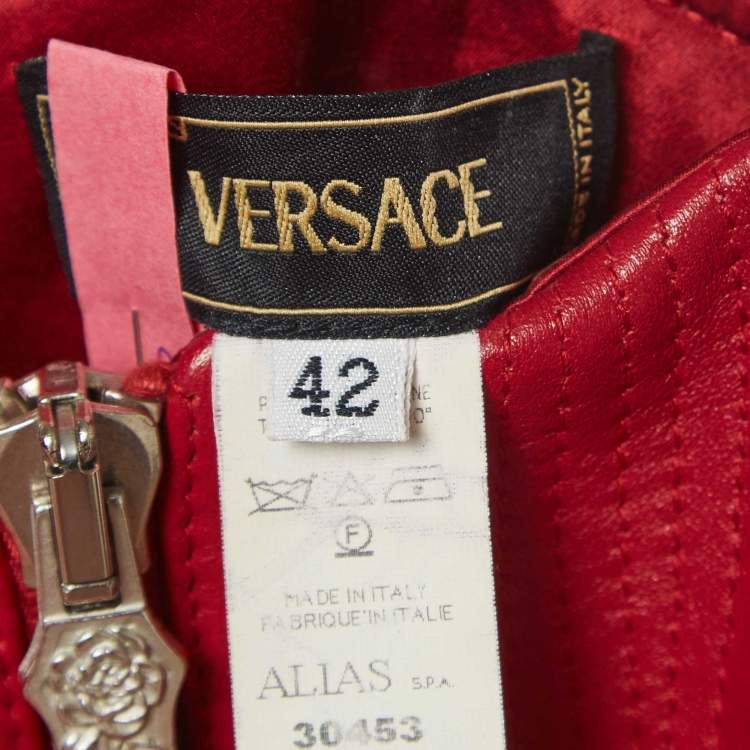 VERSACE
MADE IN ITALY
42
F
MADE IN ITALY
FABRIQUE'IN ITALIE
ALIAS S.P.A.
30453